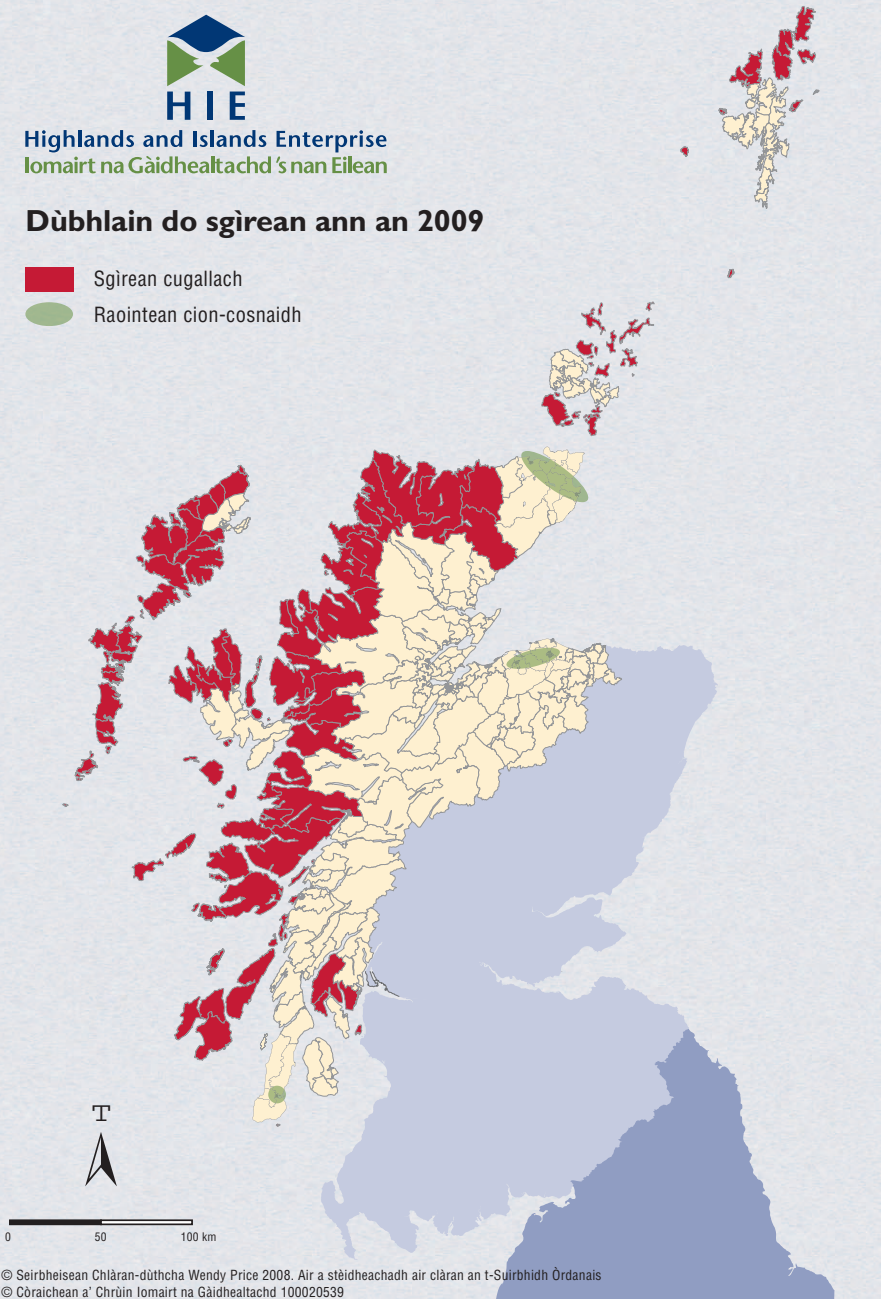 HIE
Highlands and Islands Enterprise
Iomairt na Gàidhealtachd 's nan Eilean
Dùbhlain do sgìrean ann an 2009
Sgìrean cugallach
Raointean cion-cosnaidh
T
0 50 100 km
© Seirbheisean Chlàran-dùthcha Wendy Price 2008. Air a stèidheachadh air clàran an t-Suirbhidh Òrdanais
© Còraichean a' Chrùin Iomairt na Gàidhealtachd 100020539